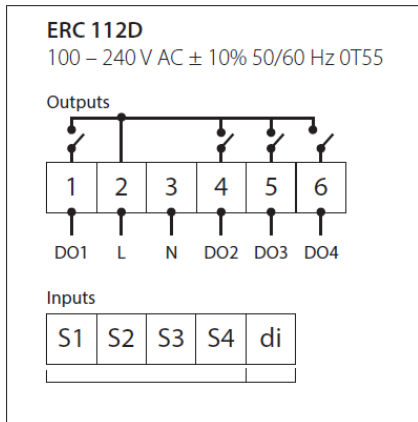 ERC 112D
100 – 240 V AC ± 10% 50/60 Hz 0T55
Outputs
1 2 3 4 5 6
DO1 L N DO2 DO3 DO4
Inputs
S1 S2 S3 S4 di